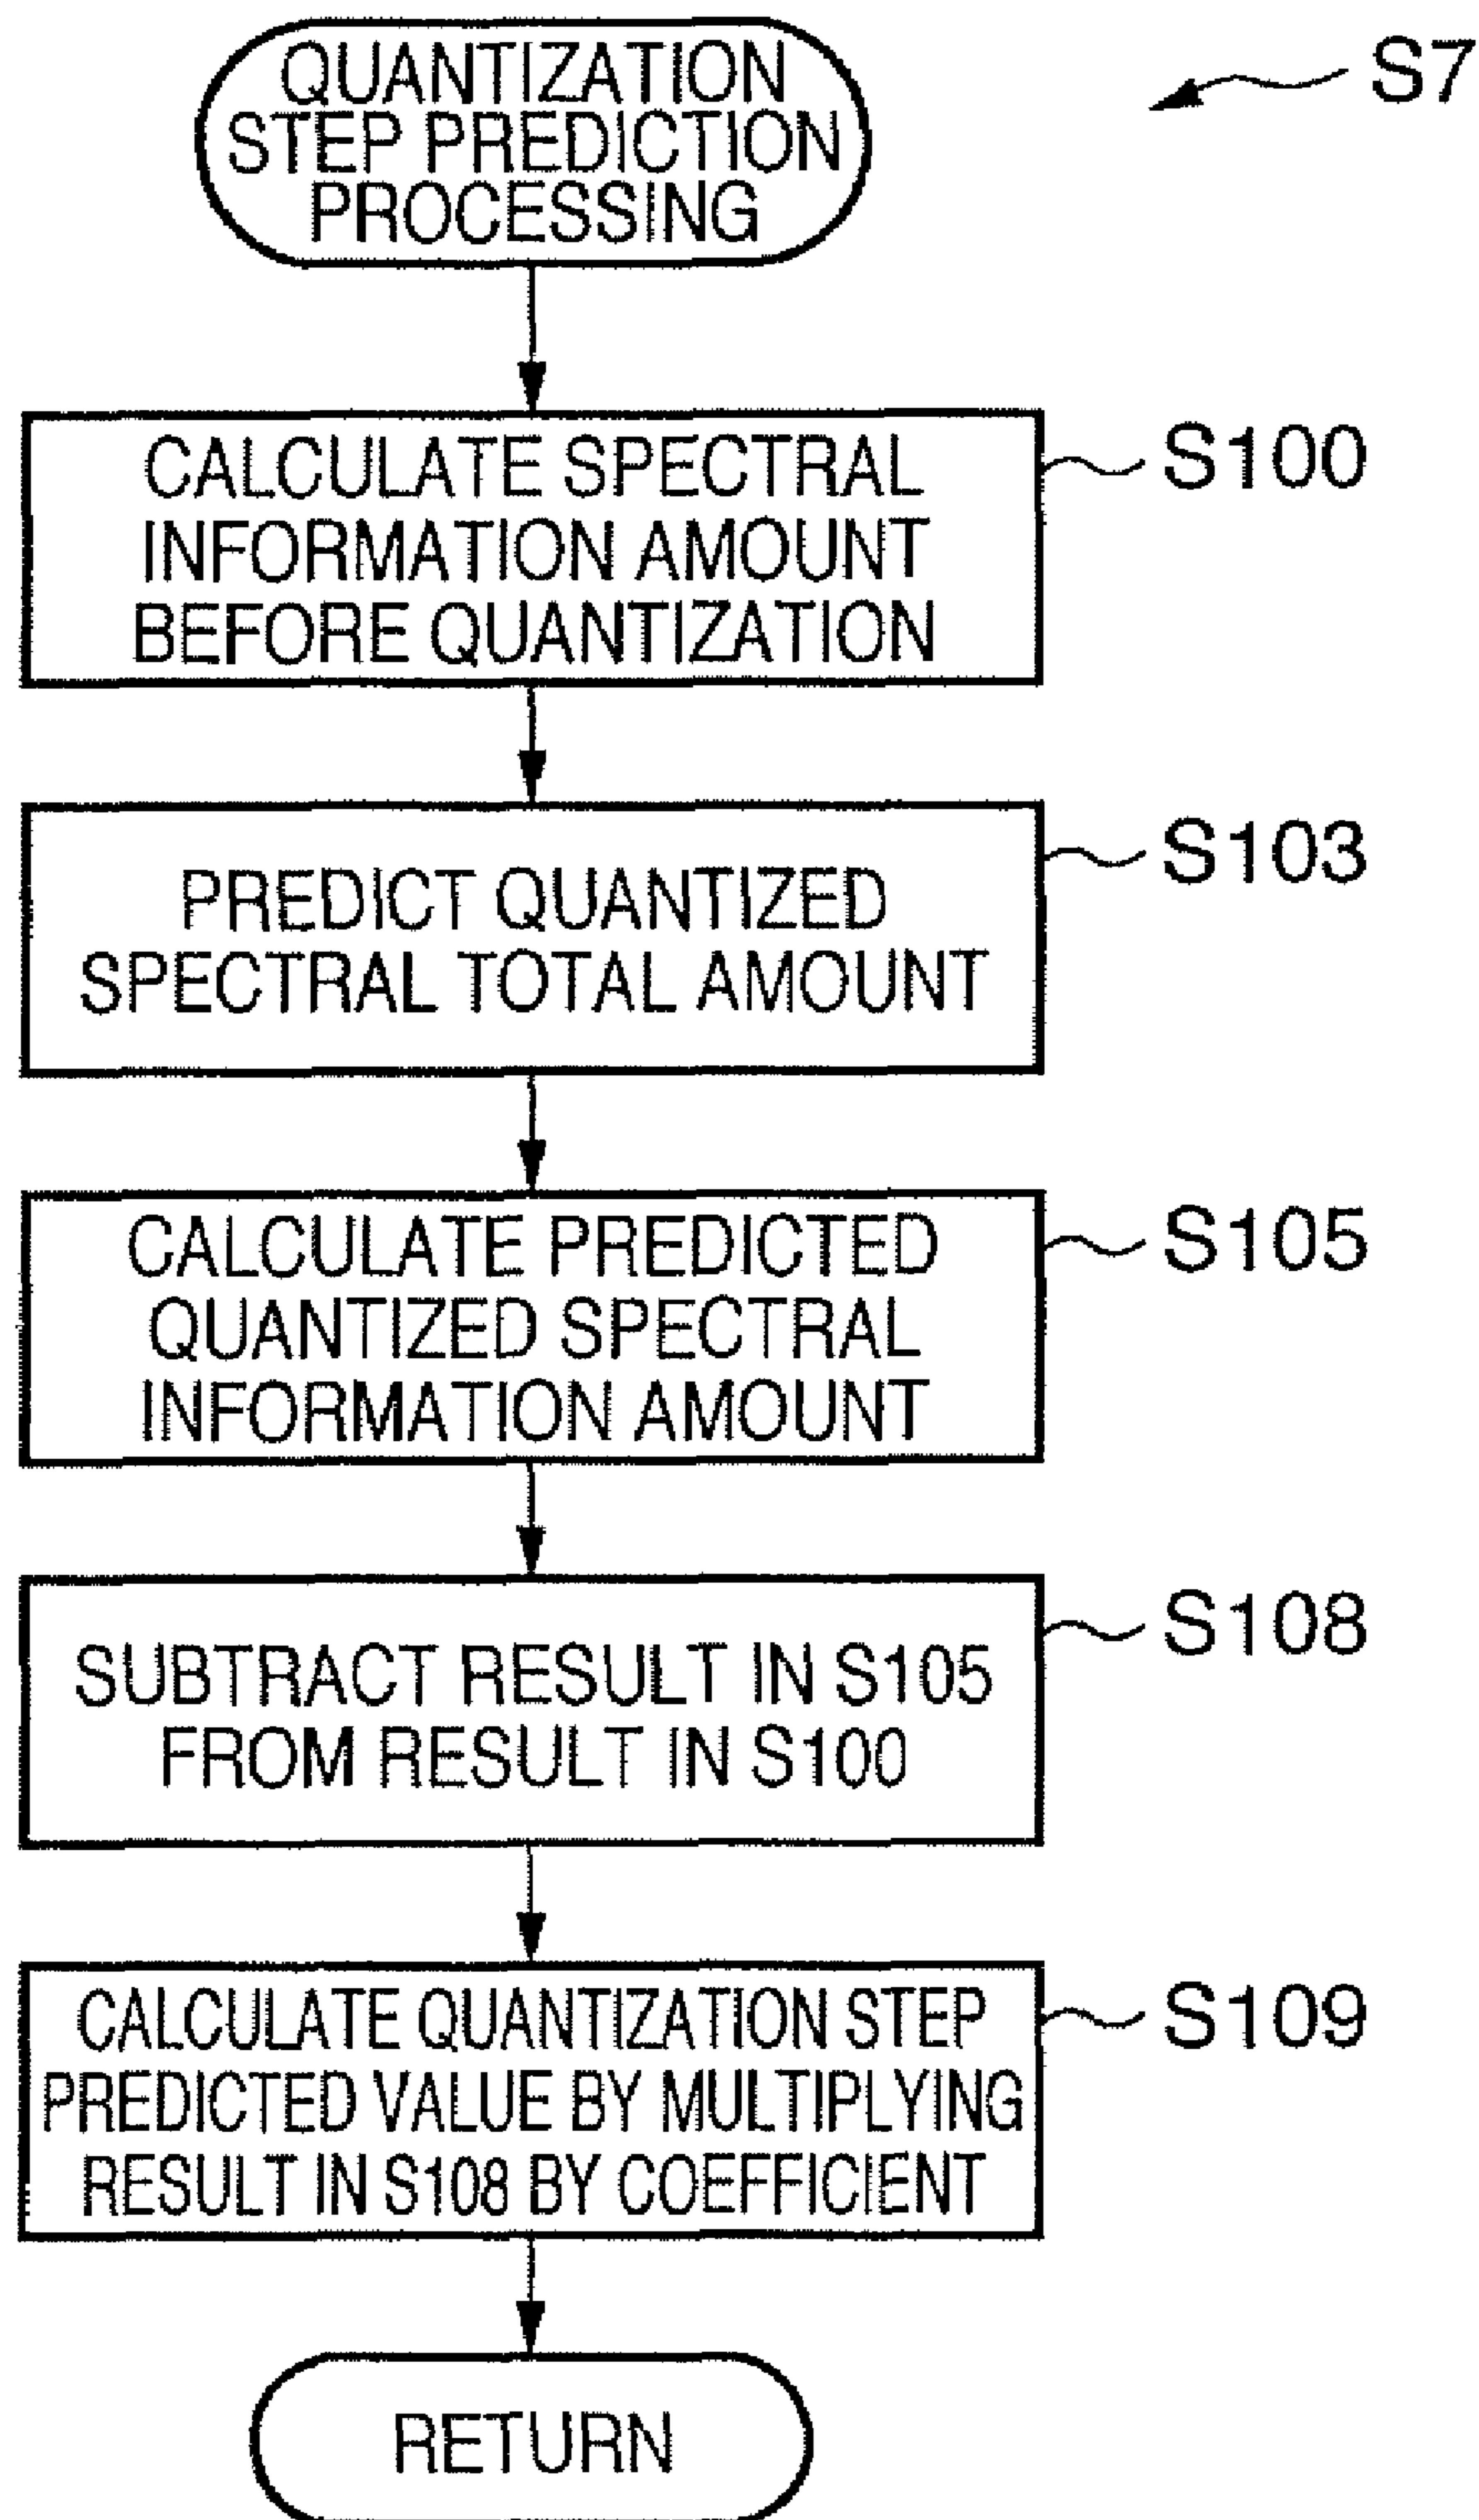 QUANTIZATION
STEP PREDICTION
PROCESSING
S7
CALCULATE SPECTRAL
INFORMATION AMOUNT
BEFORE QUANTIZATION
S100
PREDICT QUANTIZED
SPECTRAL TOTAL AMOUNT
S103
CALCULATE PREDICTED
QUANTIZED SPECTRAL
INFORMATION AMOUNT
S105
SUBTRACT RESULT IN S105
FROM RESULT IN S100
S108
CALCULATE QUANTIZATION STEP
PREDICTED VALUE BY MULTIPLYING
RESULT IN S108 BY COEFFICIENT
S109
RETURN